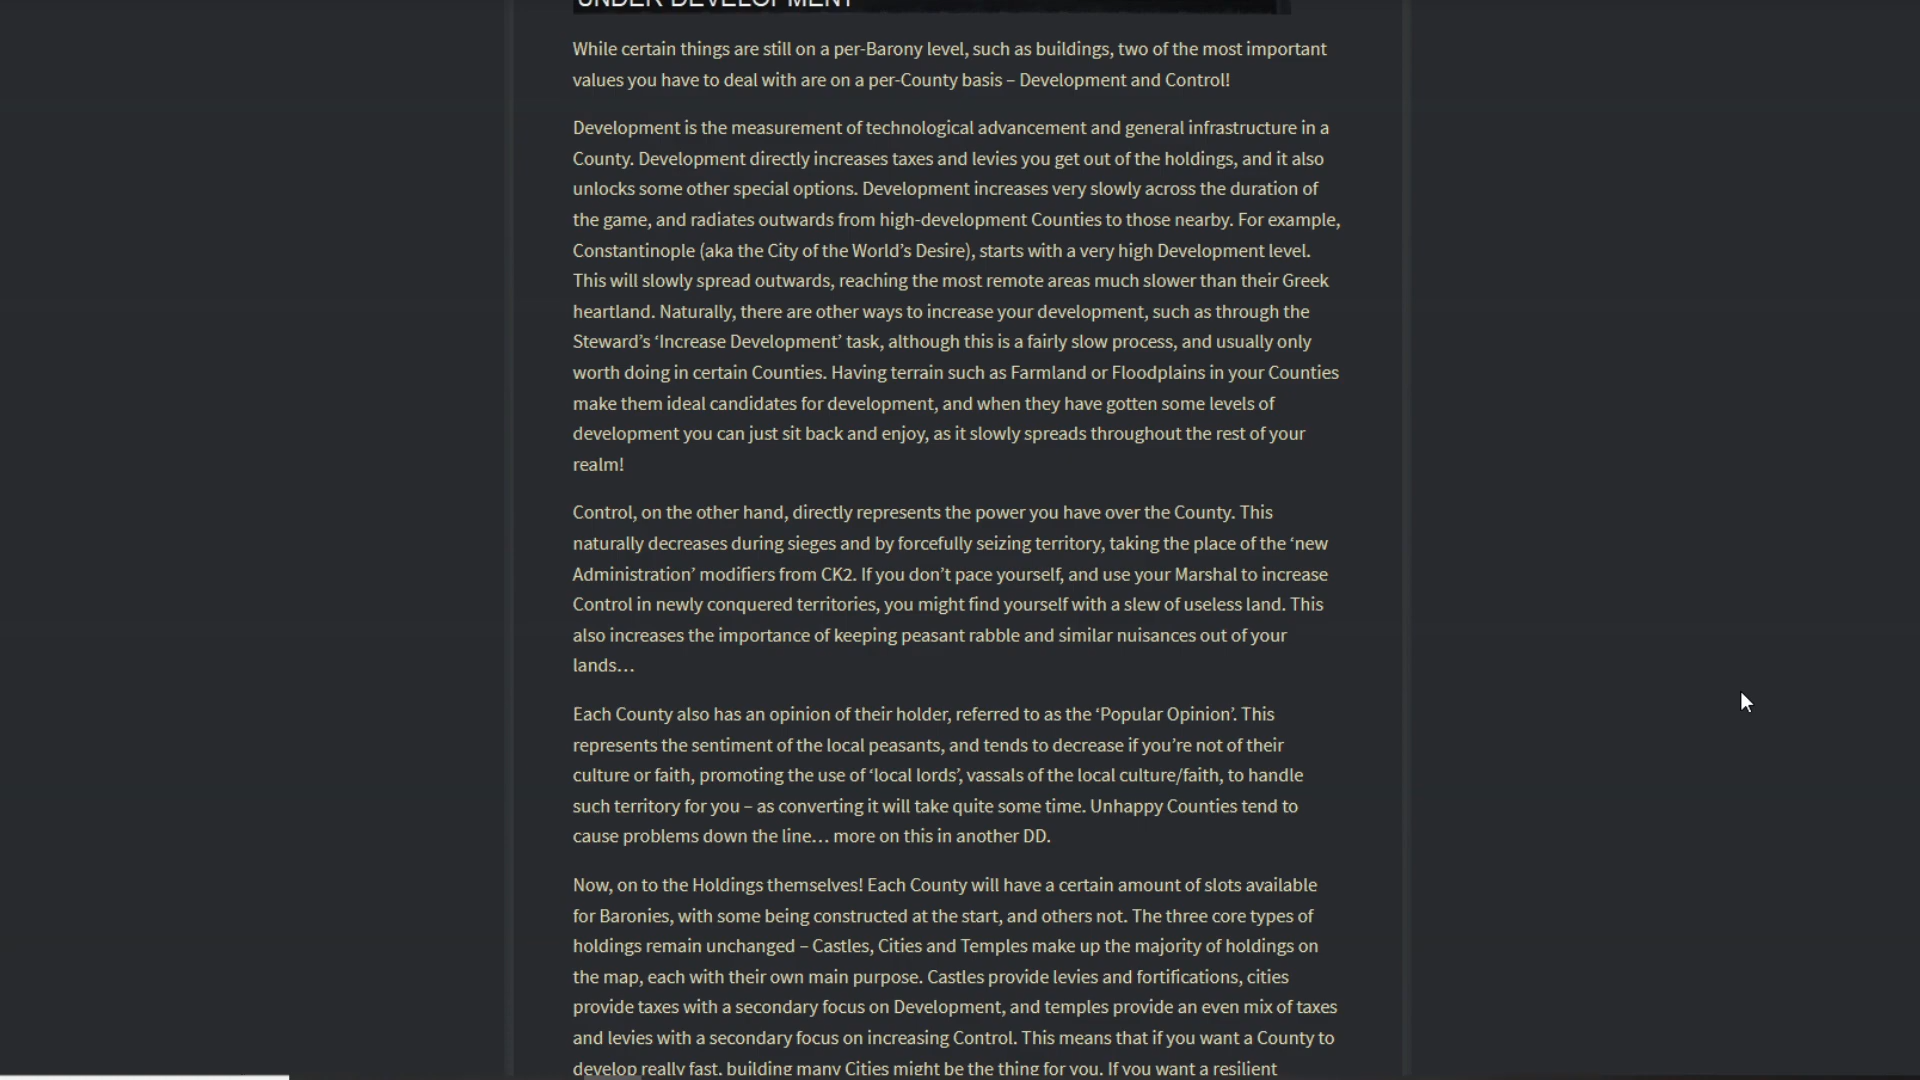 UNDER DEVELOPMENT
While certain things are still on a per-Barony level, such as buildings, two of the most important
values you have to deal with are on a per-County basis – Development and Control!
Development is the measurement of technological advancement and general infrastructure in a
County. Development directly increases taxes and levies you get out of the holdings, and it also
unlocks some other special options. Development increases very slowly across the duration of
the game, and radiates outwards from high-development Counties to those nearby. For example,
Constantinople (aka the City of the World’s Desire), starts with a very high Development level.
This will slowly spread outwards, reaching the most remote areas much slower than their Greek
heartland. Naturally, there are other ways to increase your development, such as through the
Steward’s ‘Increase Development’ task, although this is a fairly slow process, and usually only
worth doing in certain Counties. Having terrain such as Farmland or Floodplains in your Counties
make them ideal candidates for development, and when they have gotten some levels of
development you can just sit back and enjoy, as it slowly spreads throughout the rest of your
realm!
Control, on the other hand, directly represents the power you have over the County. This
naturally decreases during sieges and by forcefully seizing territory, taking the place of the ‘new
Administration’ modifiers from CK2. If you don’t pace yourself, and use your Marshal to increase
Control in newly conquered territories, you might find yourself with a slew of useless land. This
also increases the importance of keeping peasant rabble and similar nuisances out of your
lands…
Each County also has an opinion of their holder, referred to as the ‘Popular Opinion’. This
represents the sentiment of the local peasants, and tends to decrease if you’re not of their
culture or faith, promoting the use of ‘local lords’, vassals of the local culture/faith, to handle
such territory for you – as converting it will take quite some time. Unhappy Counties tend to
cause problems down the line… more on this in another DD.
Now, on to the Holdings themselves! Each County will have a certain amount of slots available
for Baronies, with some being constructed at the start, and others not. The three core types of
holdings remain unchanged – Castles, Cities and Temples make up the majority of holdings on
the map, each with their own main purpose. Castles provide levies and fortifications, cities
provide taxes with a secondary focus on Development, and temples provide an even mix of taxes
and levies with a secondary focus on increasing Control. This means that if you want a County to
develop really fast, building many Cities might be the thing for you. If you want a resilient